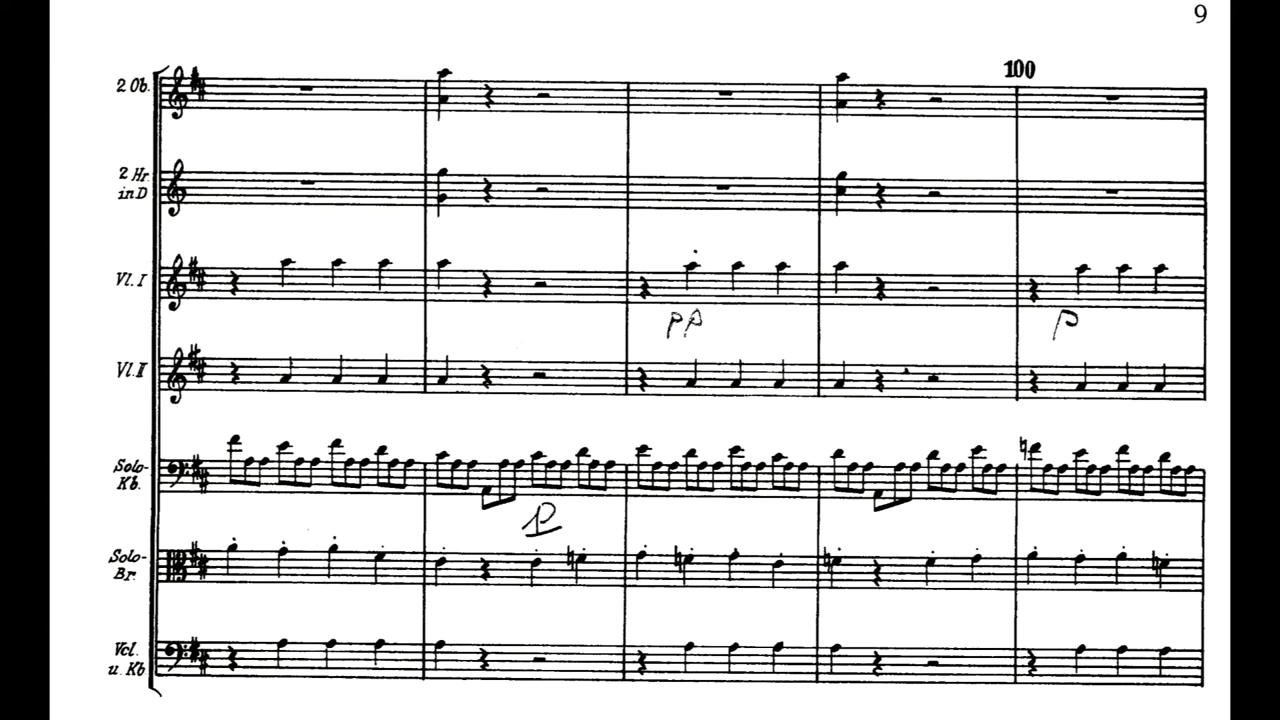 9
100
2 Ob.
2 Hr.
in D
Vl. I
pp
p
Vl. II
Solo-
Kb.
p
Solo-
Br.
Vcl.
u. Kb